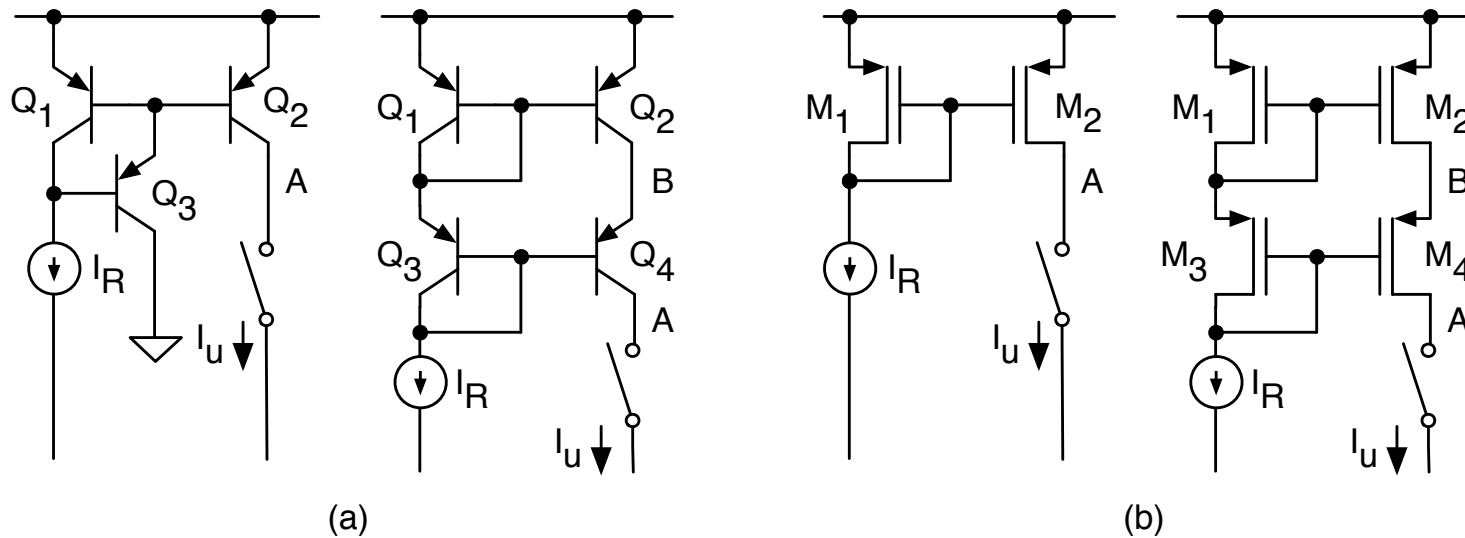 Q1 Q2 Q1 Q2 M1 M2 M1 M2
A B A B
Q3 Q3 Q4 M3 M4
IR IR
A A
Iu IR Iu IR
Iu Iu
(a) (b)